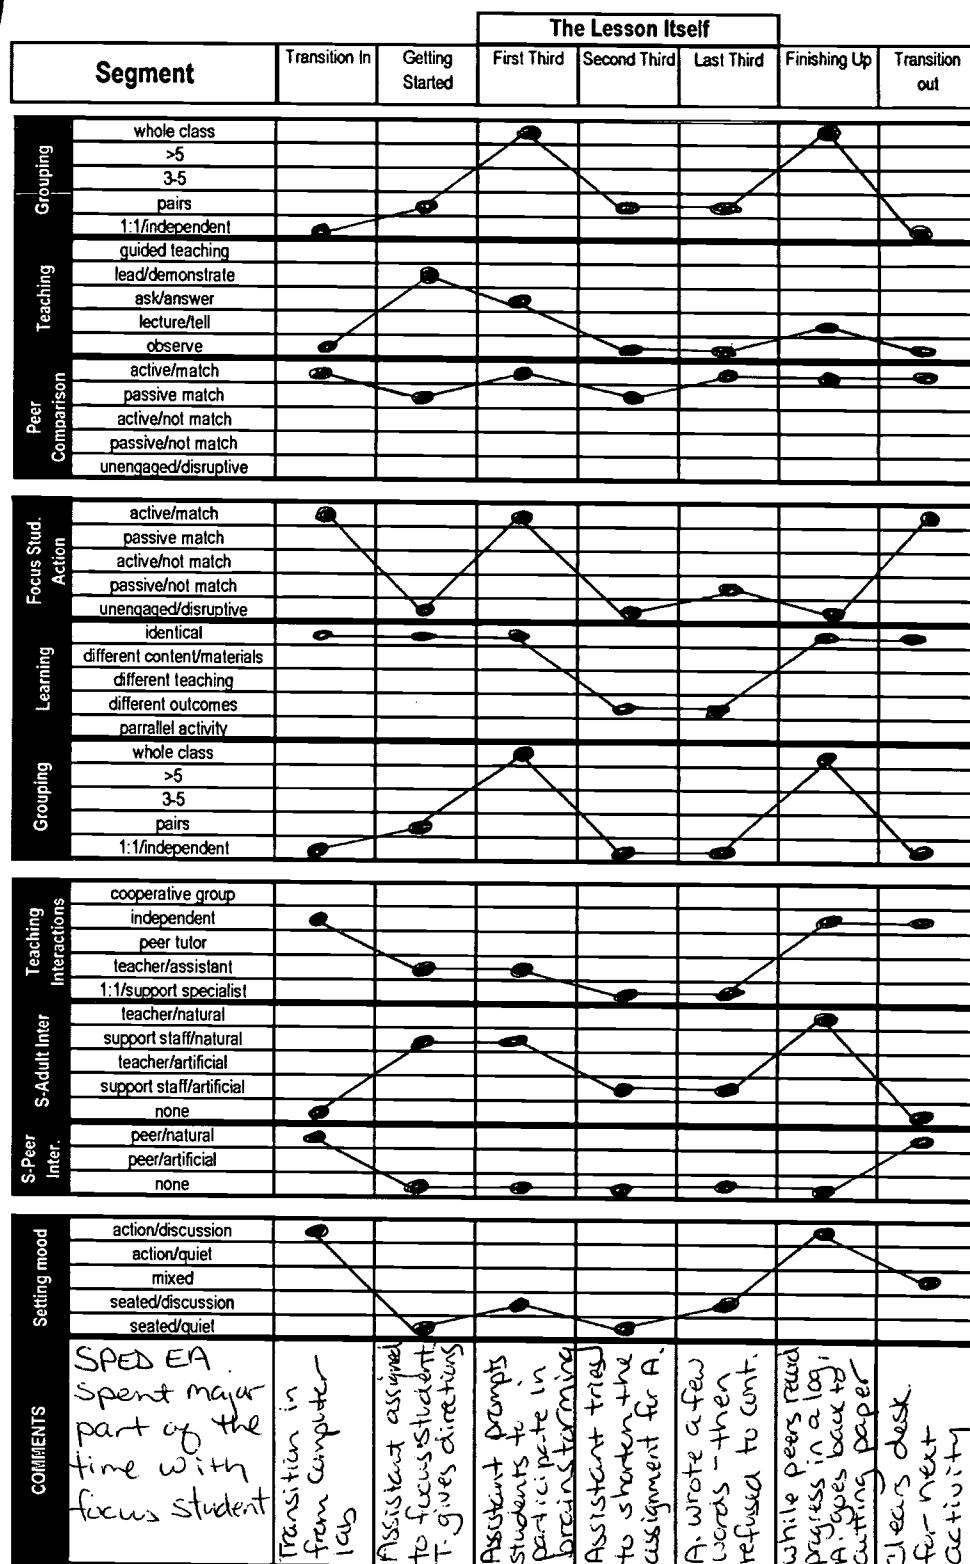 The Lesson Itself
Segment
Transition In
Getting
Started
First Third
Second Third
Last Third
Finishing Up
Transition
out
Grouping
whole class
>5
3-5
pairs
1:1/independent
Teaching
guided teaching
lead/demonstrate
ask/answer
lecture/tell
observe
Peer
Comparison
active/match
passive match
active/not match
passive/not match
unengaged/disruptive
Focus Stud.
Action
active/match
passive match
active/not match
passive/not match
unengaged/disruptive
Learning
identical
different content/materials
different teaching
different outcomes
parrallel activity
Grouping
whole class
>5
3-5
pairs
1:1/independent
Teaching
Interactions
cooperative group
independent
peer tutor
teacher/assistant
1:1/support specialist
S-Adult Inter
teacher/natural
support staff/natural
teacher/artificial
support staff/artificial
none
S-Peer
Inter.
peer/natural
peer/artificial
none
Setting mood
action/discussion
action/quiet
mixed
seated/discussion
seated/quiet
COMMENTS
SPED EA
Spent major
part of the
time with
focus student
Transition in
from Computer
lab
Assistant assigned
to focus student.
T. gives directions
Assistant prompts
students to
participate in
brainstorming
Assistant tried
to shorten the
assignment for A.
A. wrote a few
words - then
refused to cont.
While peers read
progress in a log,
A. goes back to
cutting paper
Clears desk.
for next
activity